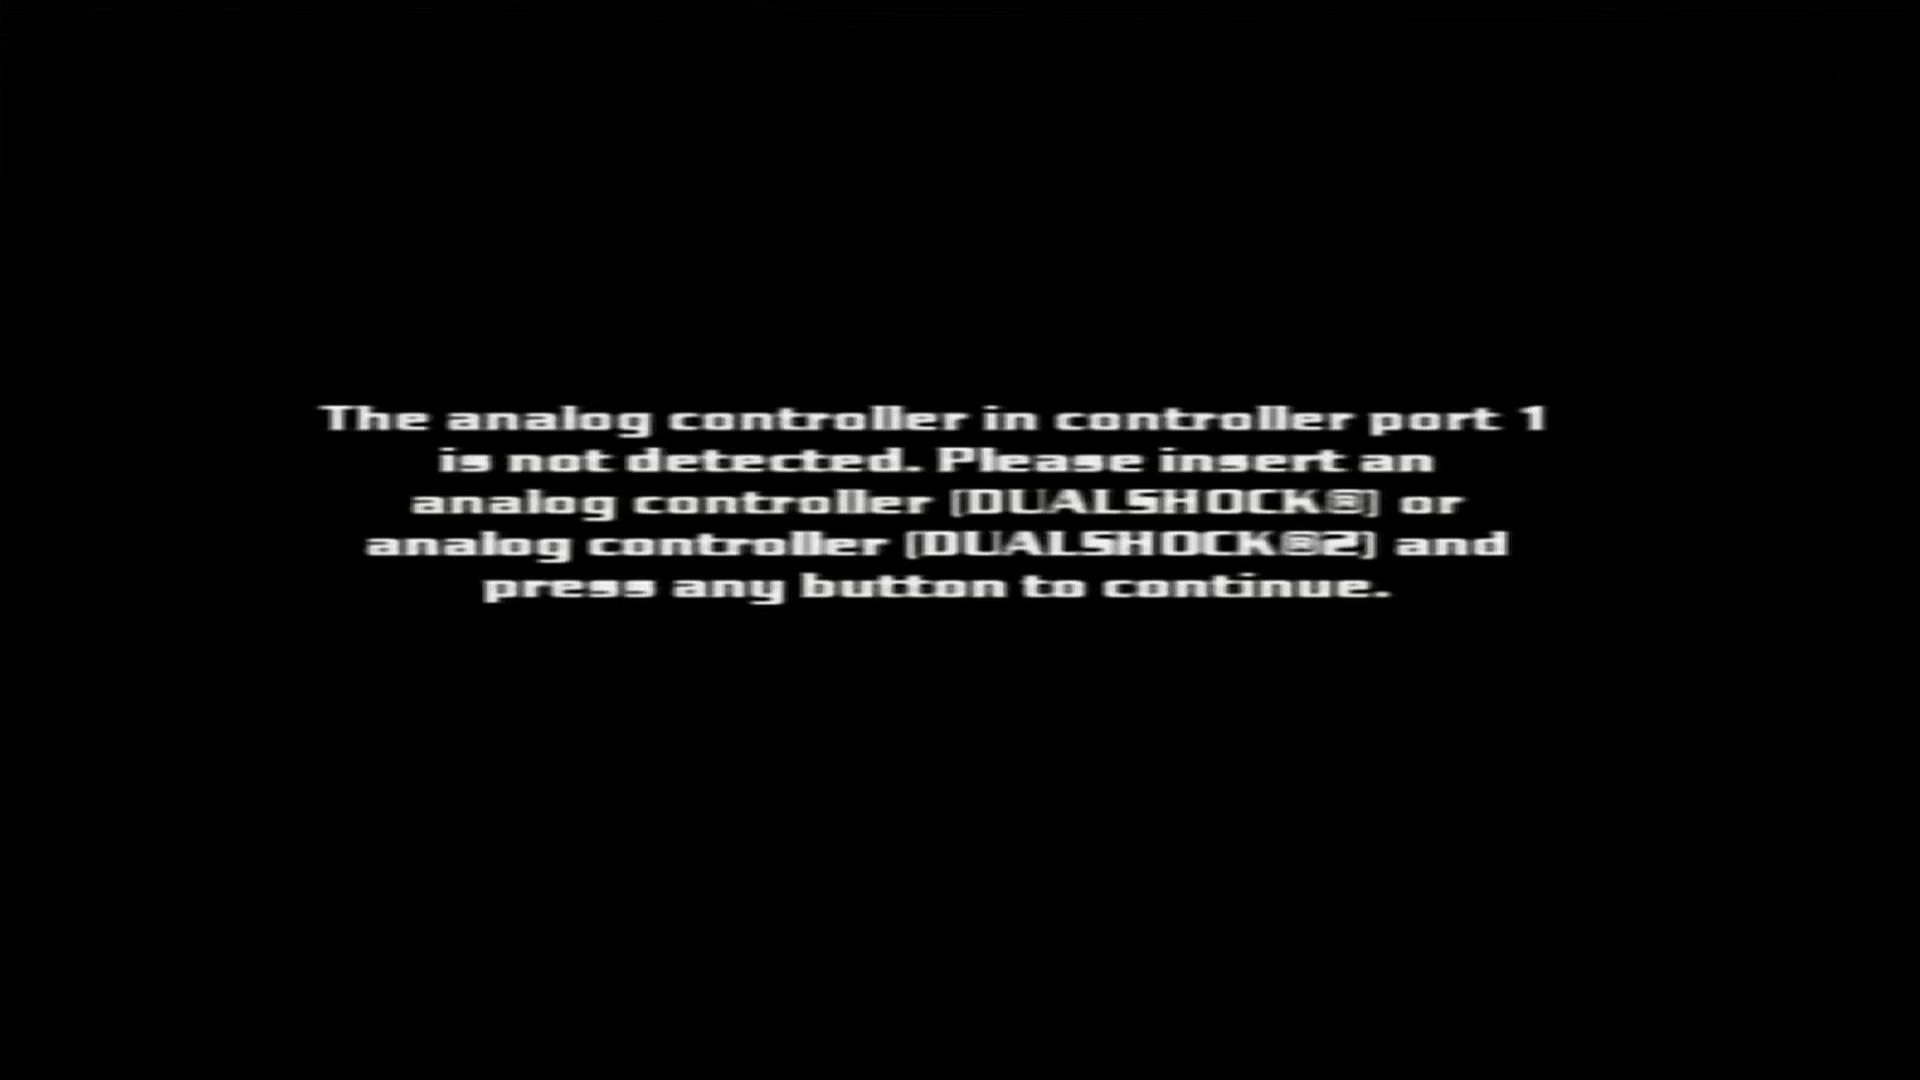 The analog controller in controller port 1
is not detected. Please insert an
analog controller (DUALSHOCK®) or
analog controller (DUALSHOCK®2) and
press any button to continue.